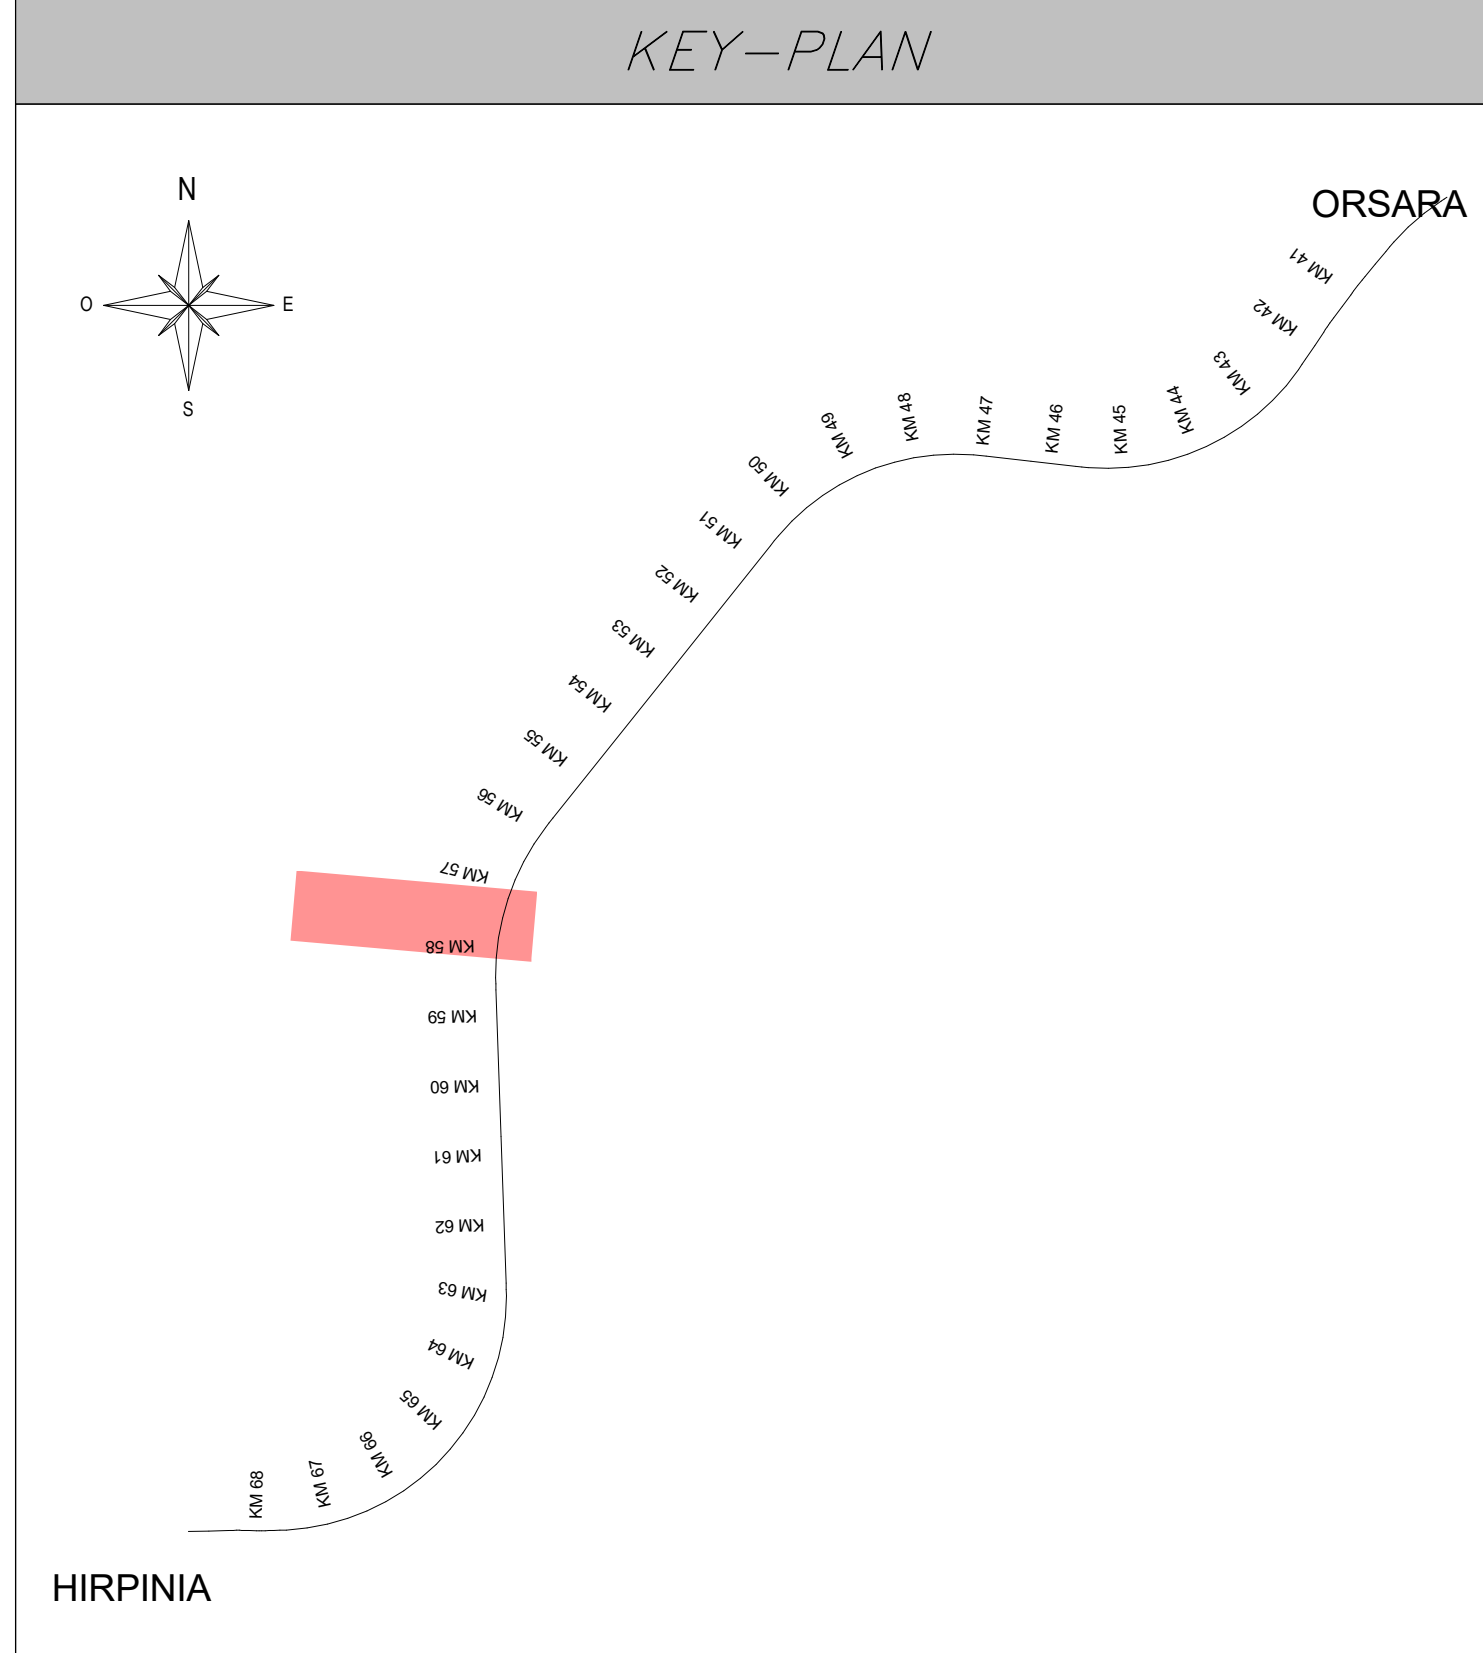 KEY-PLAN
N
O
E
S
ORSARA
KM 41
KM 42
KM 43
KM 44
KM 45
KM 46
KM 47
KM 48
KM 49
KM 50
KM 51
KM 52
KM 53
KM 54
KM 55
KM 56
KM 57
KM 58
KM 59
KM 60
KM 61
KM 62
KM 63
KM 64
KM 65
KM 66
KM 67
KM 68
HIRPINIA